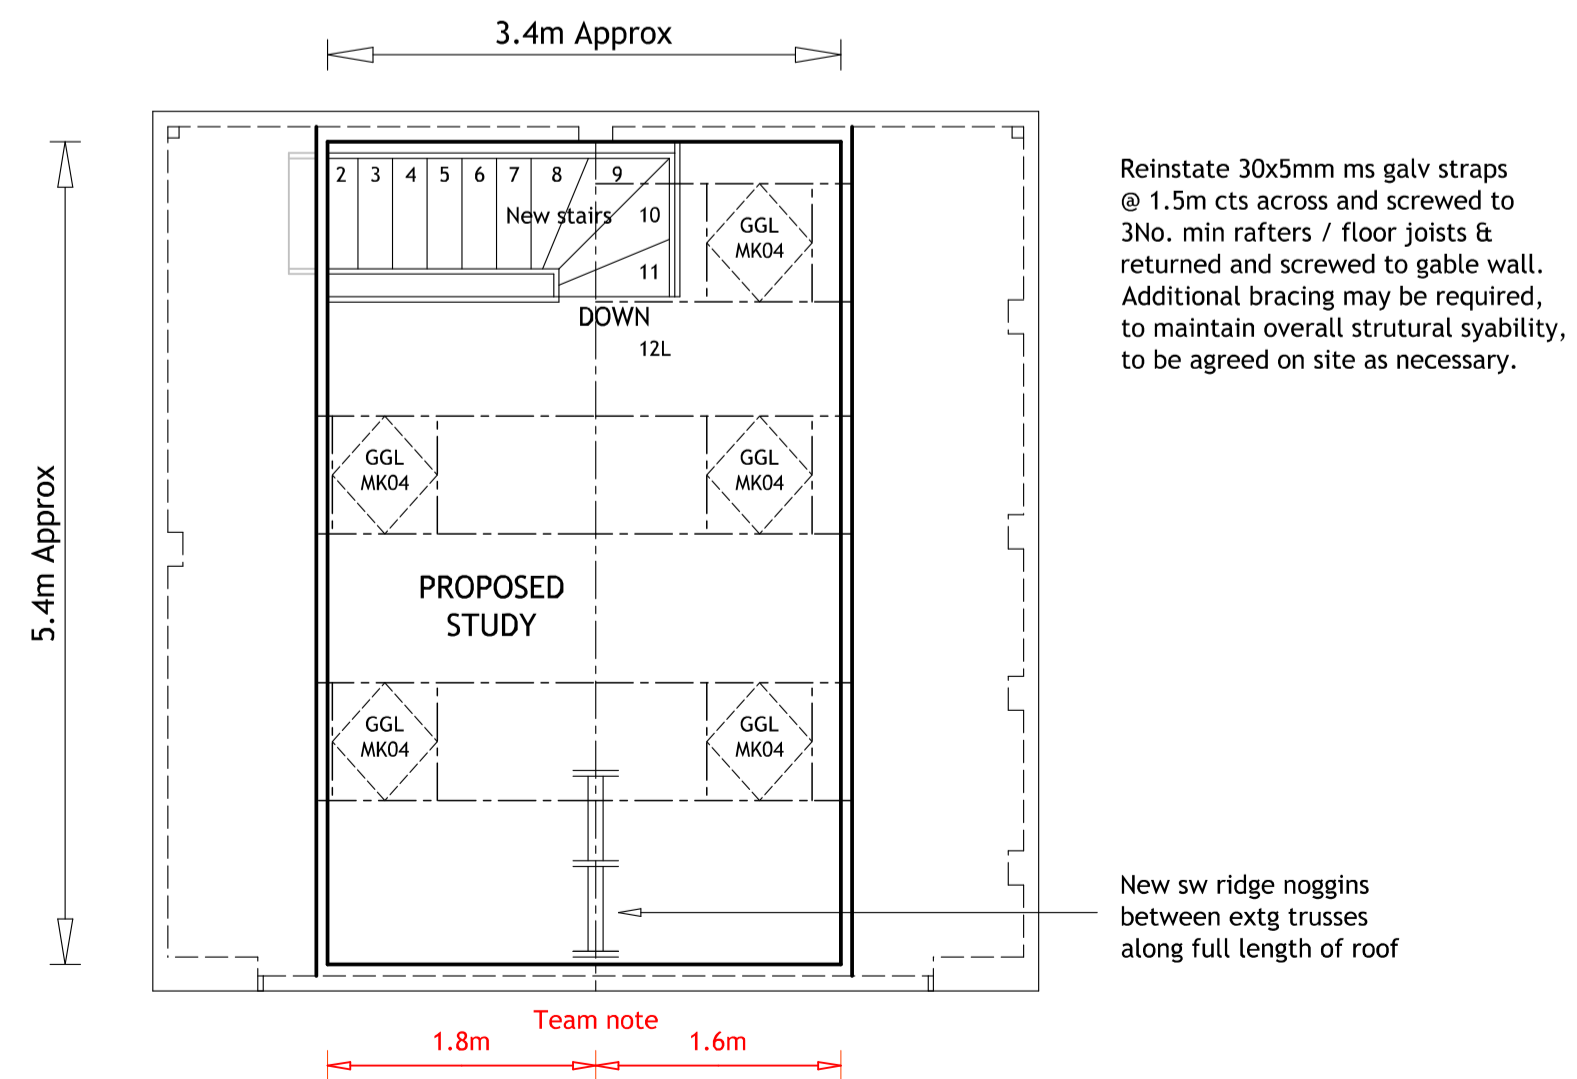 3.4m Approx
2 3 4 5 6 7 8 9
New stairs 10
11
DOWN
12L
GGL
MK04
Reinstate 30x5mm ms galv straps
@ 1.5m cts across and screwed to
3No. min rafters / floor joists &
returned and screwed to gable wall.
Additional bracing may be required,
to maintain overall strutural syability,
to be agreed on site as necessary.
5.4m Approx
GGL
MK04
GGL
MK04
PROPOSED
STUDY
GGL
MK04
GGL
MK04
New sw ridge noggins
between extg trusses
along full length of roof
Team note
1.8m 1.6m